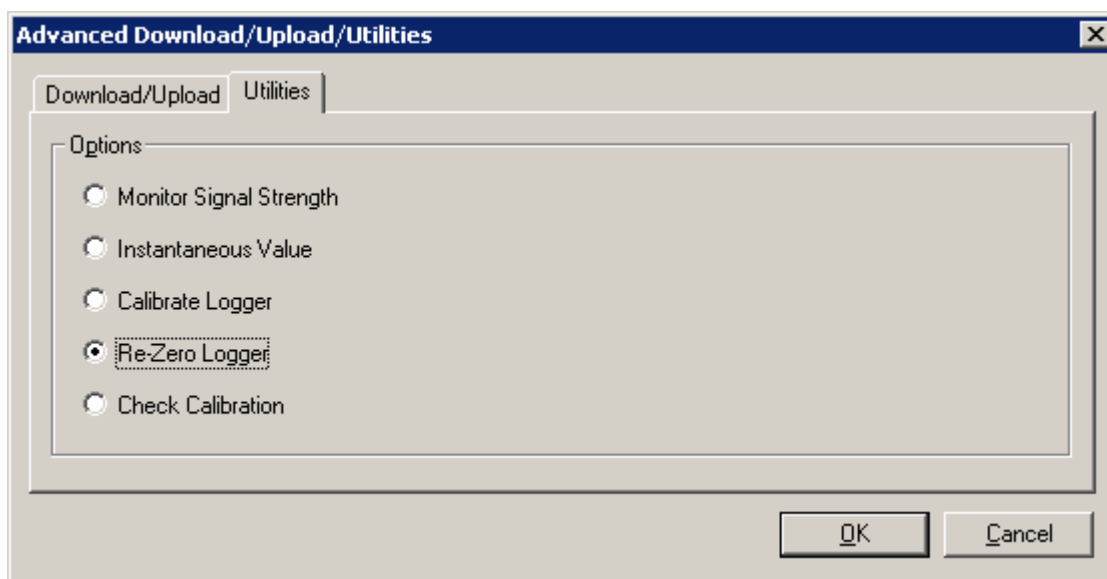 Advanced Download/Upload/Utilities
Download/Upload Utilities
Options
Monitor Signal Strength
Instantaneous Value
Calibrate Logger
Re-Zero Logger
Check Calibration
OK Cancel